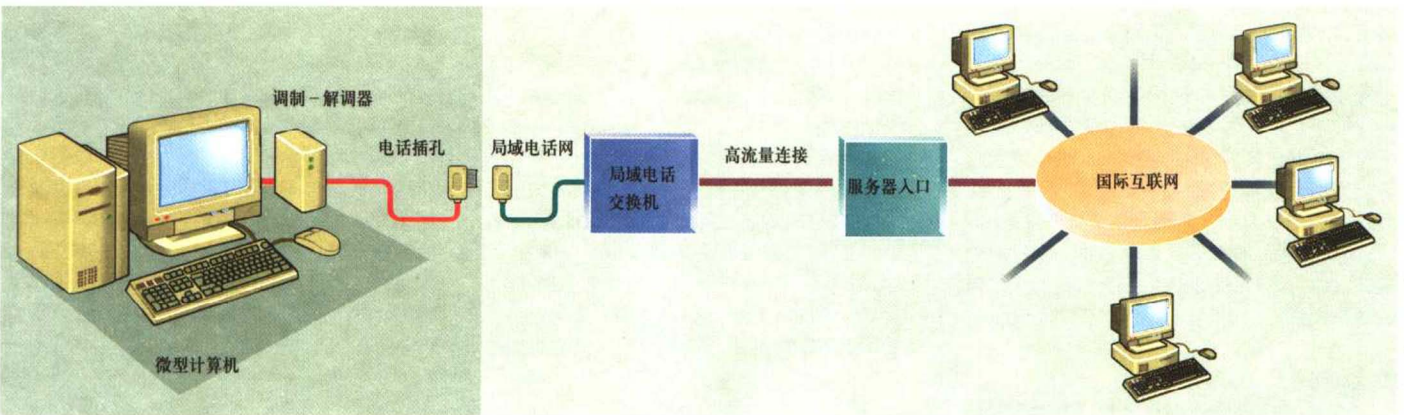 调制－解调器
电话插孔
局域电话网
局域电话
交换机
高流量连接
服务器入口
国际互联网
微型计算机